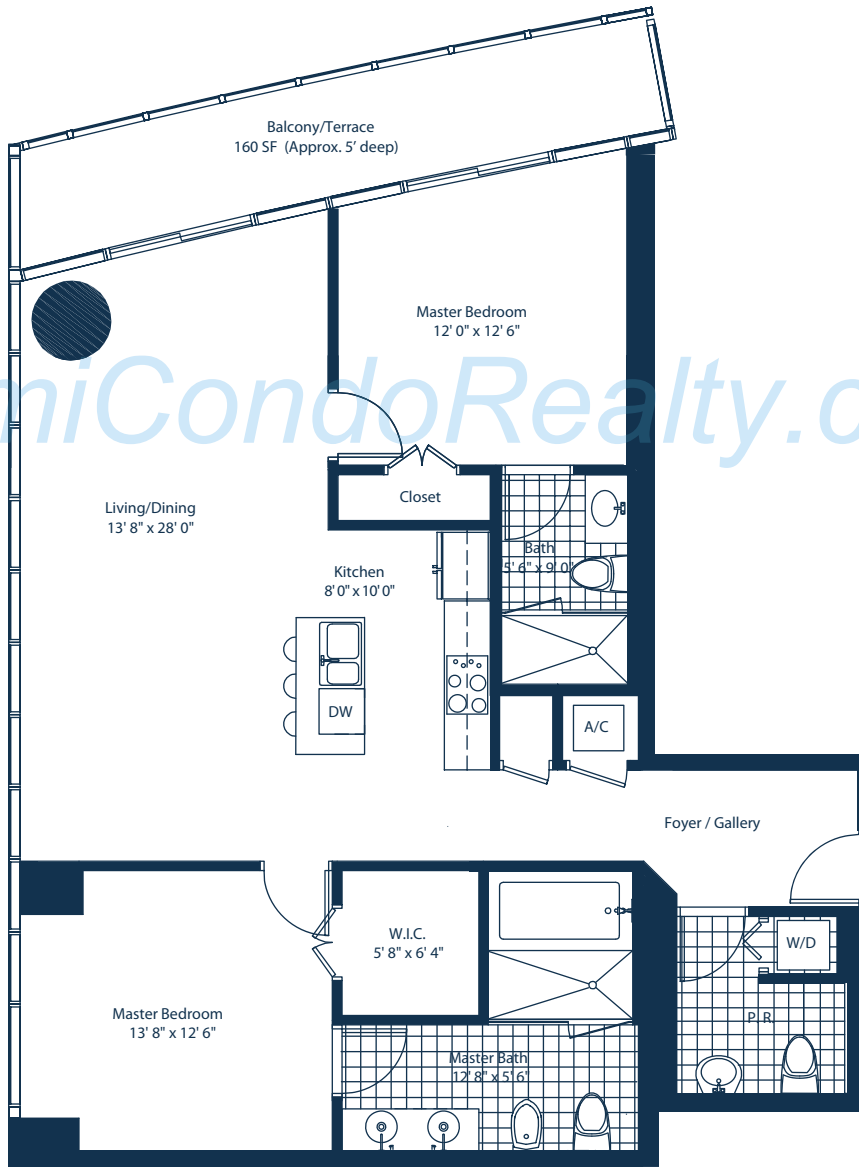 Balcony/Terrace
160 SF (Approx. 5' deep)
Master Bedroom
12' 0" x 12' 6"
miCondoRealty.c
Closet
Living/Dining
13' 8" x 28' 0"
Bath
5' 6" x 9' 0"
Kitchen
8' 0" x 10' 0"
DW
A/C
Foyer / Gallery
W.I.C.
5' 8" x 6' 4"
W/D
Master Bedroom
13' 8" x 12' 6"
P. R.
Master Bath
12' 8" x 5' 6"